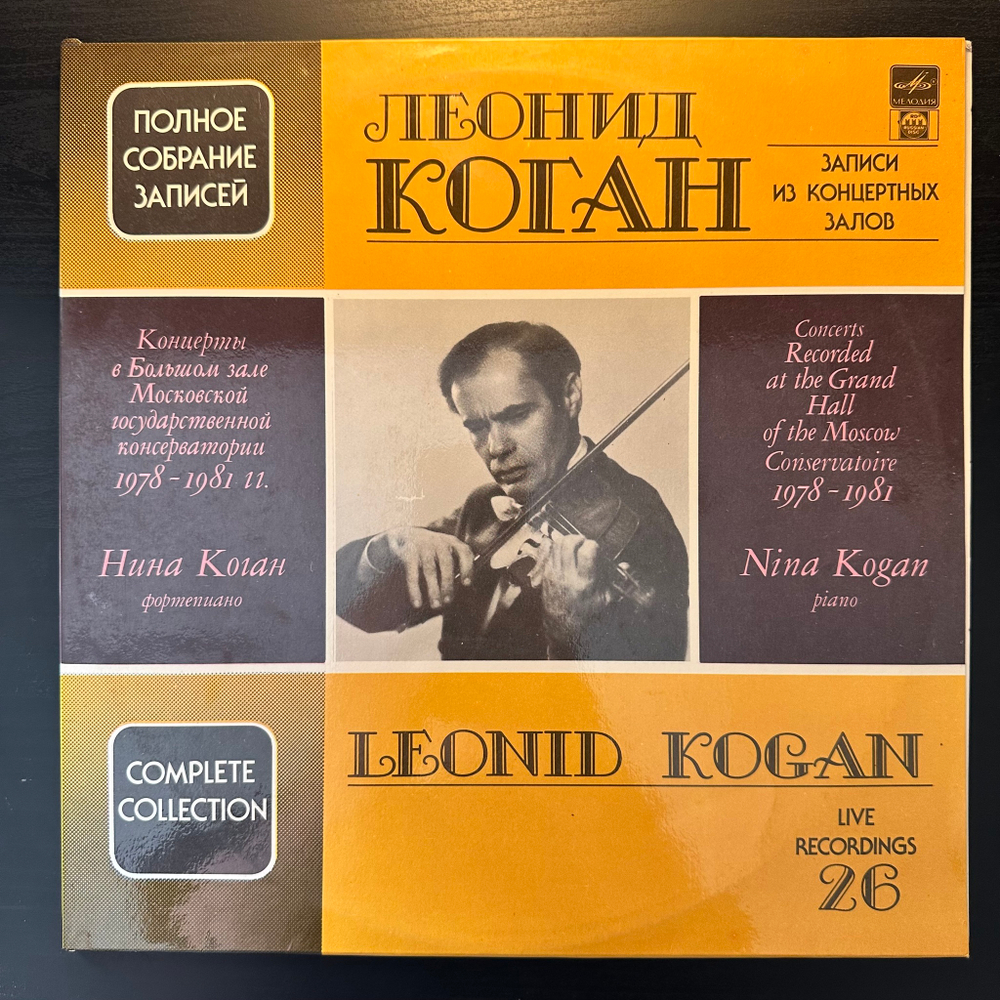 ПОЛНОЕ
СОБРАНИЕ
ЗАПИСЕЙ
ЛЕОНИД
КОГАН
МЕЛОДИЯ
RUSSIAN
DISC
ЗАПИСИ
ИЗ КОНЦЕРТНЫХ
ЗАЛОВ
Концерты
в Большом зале
Московской
государственной
консерватории
1978-1981 гг.
Нина Коган
фортепиано
Concerts
Recorded
at the Grand
Hall
of the Moscow
Conservatoire
1978-1981
Nina Kogan
piano
COMPLETE
COLLECTION
LEONID KOGAN
LIVE
RECORDINGS
26